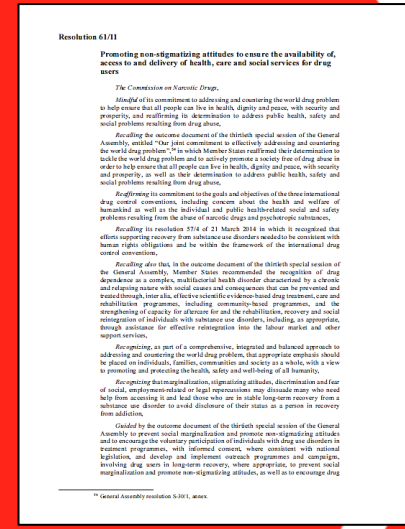 Resolution 61/11
Promoting non-stigmatizing attitudes to ensure the availability of,
access to and delivery of health, care and social services for drug
users
The Commission on Narcotic Drugs,
Mindful of its commitment to addressing and countering the world drug problem
to help ensure that all people can live in health, dignity and peace, with security and
prosperity, and reaffirming its determination to address public health, safety and
social problems resulting from drug abuse,
Recalling the outcome document of the thirtieth special session of the General
Assembly, entitled "Our joint commitment to effectively addressing and countering
the world drug problem", in which Member States reaffirmed their determination to
tackle the world drug problem and to actively promote a society free of drug abuse in
order to help ensure that all people can live in health, dignity and peace, with security
and prosperity, as well as their determination to address public health, safety and
social problems resulting from drug abuse,
Reaffirming its commitment to the goals and objectives of the three international
drug control conventions, including concern about the health and welfare of
humankind as well as the individual and public health-related social and safety
problems resulting from the abuse of narcotic drugs and psychotropic substances,
Recalling its resolution 57/4 of 21 March 2014 in which it recognized that
efforts supporting recovery from substance use disorders needed to be consistent with
human rights obligations and be within the framework of the international drug
control conventions,
Recalling also that, in the outcome document of the thirtieth special session of
the General Assembly, Member States recommended the recognition of drug
dependence as a complex, multifactorial health disorder characterized by a chronic
and relapsing nature with social causes and consequences that can be prevented and
treated through, inter alia, effective scientific evidence-based drug treatment, care and
rehabilitation programmes, including community-based programmes, and the
strengthening of capacity for aftercare for and the rehabilitation, recovery and social
reintegration of individuals with substance use disorders, including, as appropriate,
through assistance for effective reintegration into the labour market and other
support services,
Recognizing, as part of a comprehensive, integrated and balanced approach to
addressing and countering the world drug problem, that appropriate emphasis should
be placed on individuals, families, communities and society as a whole, with a view
to promoting and protecting the health, safety and well-being of all humanity,
Recognizing that marginalization, stigmatizing attitudes, discrimination and fear
of social, employment-related or legal repercussions may dissuade many who need
help from accessing it and lead those who are in stable long-term recovery from a
substance use disorder to avoid disclosure of their status as a person in recovery
from addiction,
Guided by the outcome document of the thirtieth special session of the General
Assembly to prevent social marginalization and promote non-stigmatizing attitudes
and to encourage the voluntary participation of individuals with drug use disorders in
treatment programmes, with informed consent, where consistent with national
legislation, and develop and implement outreach programmes and campaigns,
involving drug users in long-term recovery, where appropriate, to prevent social
marginalization and promote non-stigmatizing attitudes, as well as to encourage drug
General Assembly resolution S-30/1, annex.